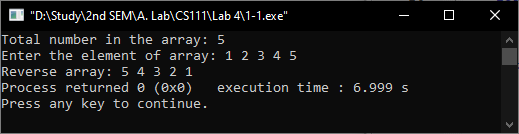 "D:\Study\2nd SEM\A. Lab\CS111\Lab 4\1-1.exe"
Total number in the array: 5
Enter the element of array: 1 2 3 4 5
Reverse array: 5 4 3 2 1
Process returned 0 (0x0)   execution time : 6.999 s
Press any key to continue.